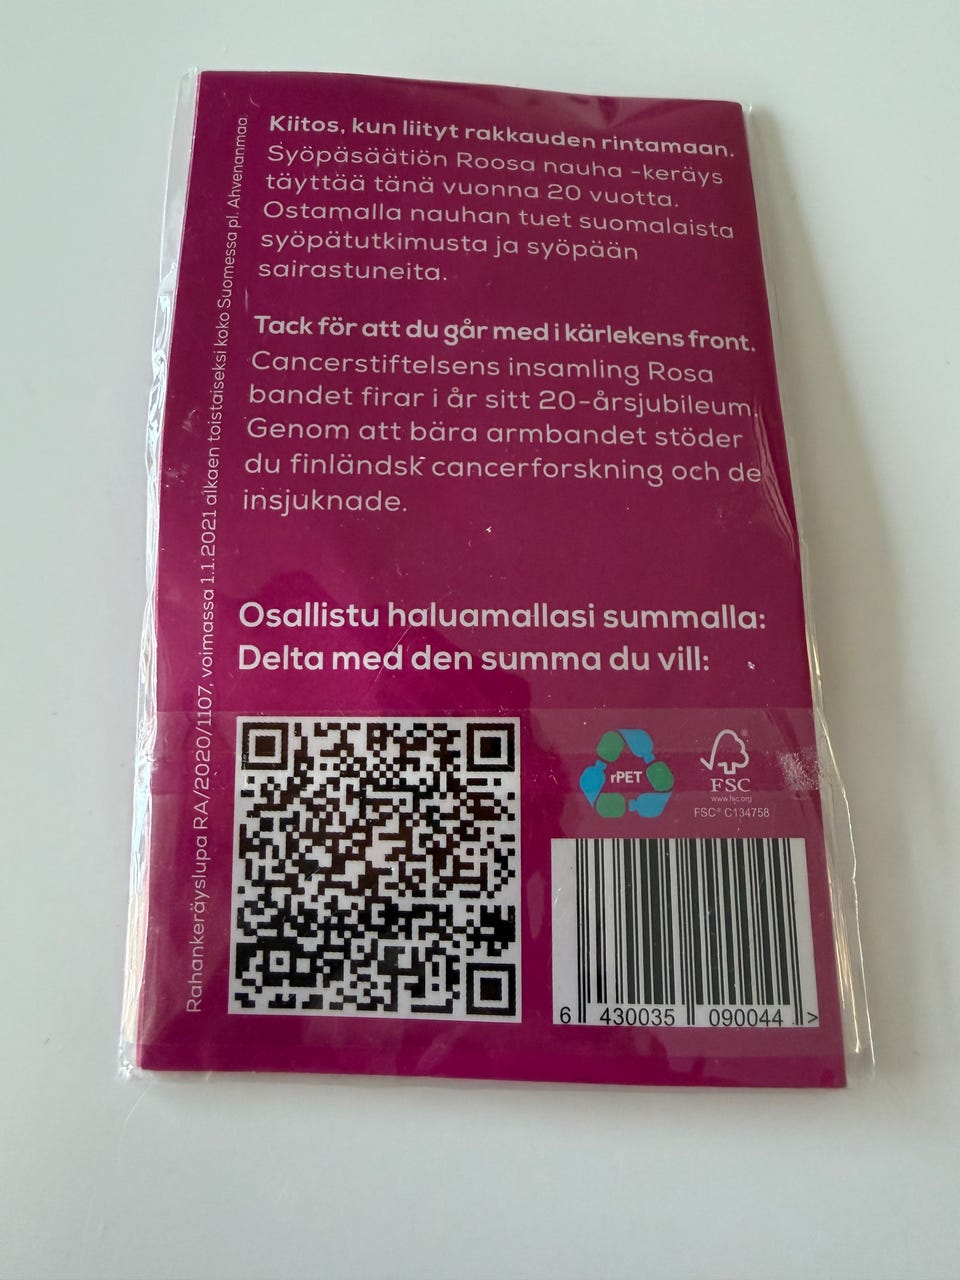 Kiitos, kun liityt rakkauden rintamaan.
Syöpäsäätiön Roosa nauha -keräys
täyttää tänä vuonna 20 vuotta.
Ostamalla nauhan tuet suomalaista
syöpätutkimusta ja syöpään
sairastuneita.
Tack för att du går med i kärlekens front.
Cancerstiftelsens insamling Rosa
bandet firar i år sitt 20-årsjubileum.
Genom att bära armbandet stöder
du finländsk cancerforskning och de
insjuknade.
Osallistu haluamallasi summalla:
Delta med den summa du vill:
Rahankeräyslupa RA/2020/1107, voimassa 1.1.2021 alkaen toistaiseksi koko Suomessa pl. Ahvenanmaa.
rPET
FSC®
www.fsc.org
FSC® C134758
6 430035 090044 >